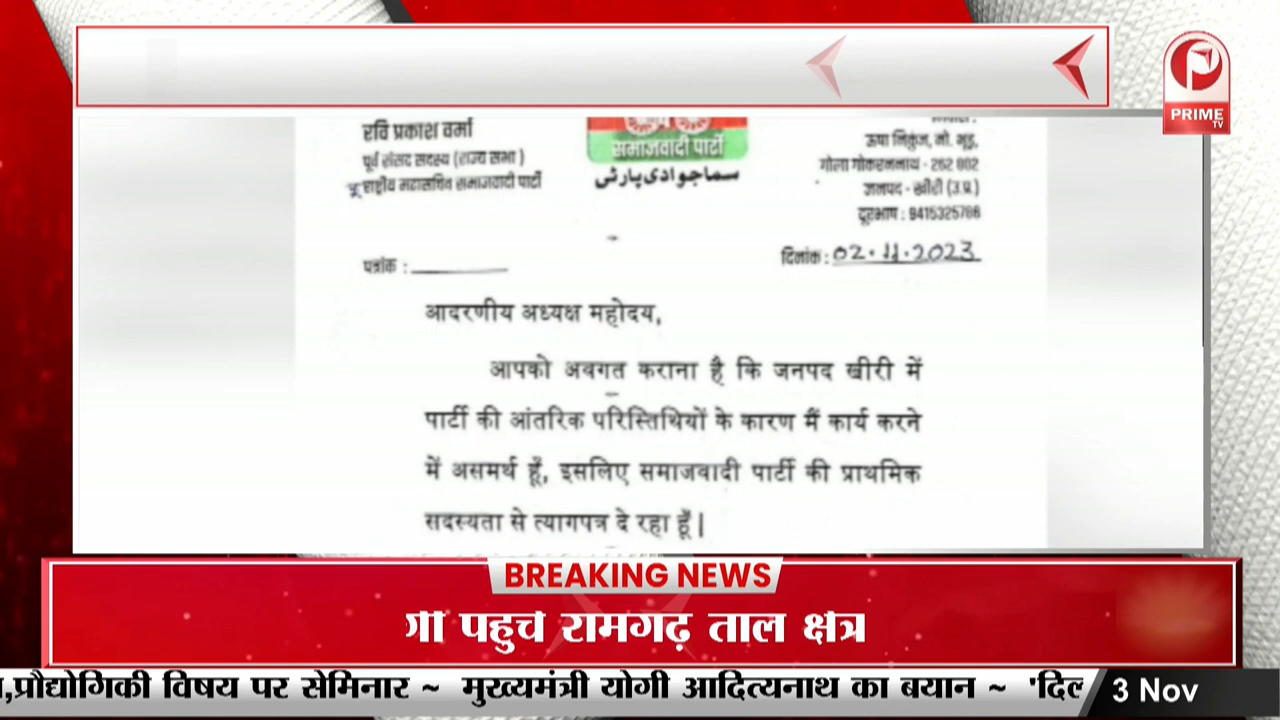 PRIME
TV
रवि प्रकाश वर्मा
पूर्व संसद सदस्य (राज्य सभा)
राष्ट्रीय महासचिव समाजवादी पार्टी
समाजवादी पार्टी
سماجوادی پارٹی
ऊषा निकुंज, मो. भूड़,
गोला गोकरननाथ - 262 802
जनपद - खीरी (उ.प्र.)
दूरभाष : 9415325786
पत्रांक :
दिनांक : 02.11.2023
आदरणीय अध्यक्ष महोदय,
आपको अवगत कराना है कि जनपद खीरी में
पार्टी की आंतरिक परिस्तिथियों के कारण मैं कार्य करने
में असमर्थ हूँ, इसलिए समाजवादी पार्टी की प्राथमिक
सदस्यता से त्यागपत्र दे रहा हूँ |
BREAKING NEWS
पहुचे रामगढ़ ताल क्षेत्र
,प्रौद्योगिकी विषय पर सेमिनार ~ मुख्यमंत्री योगी आदित्यनाथ का बयान ~ 'दिल
3 Nov